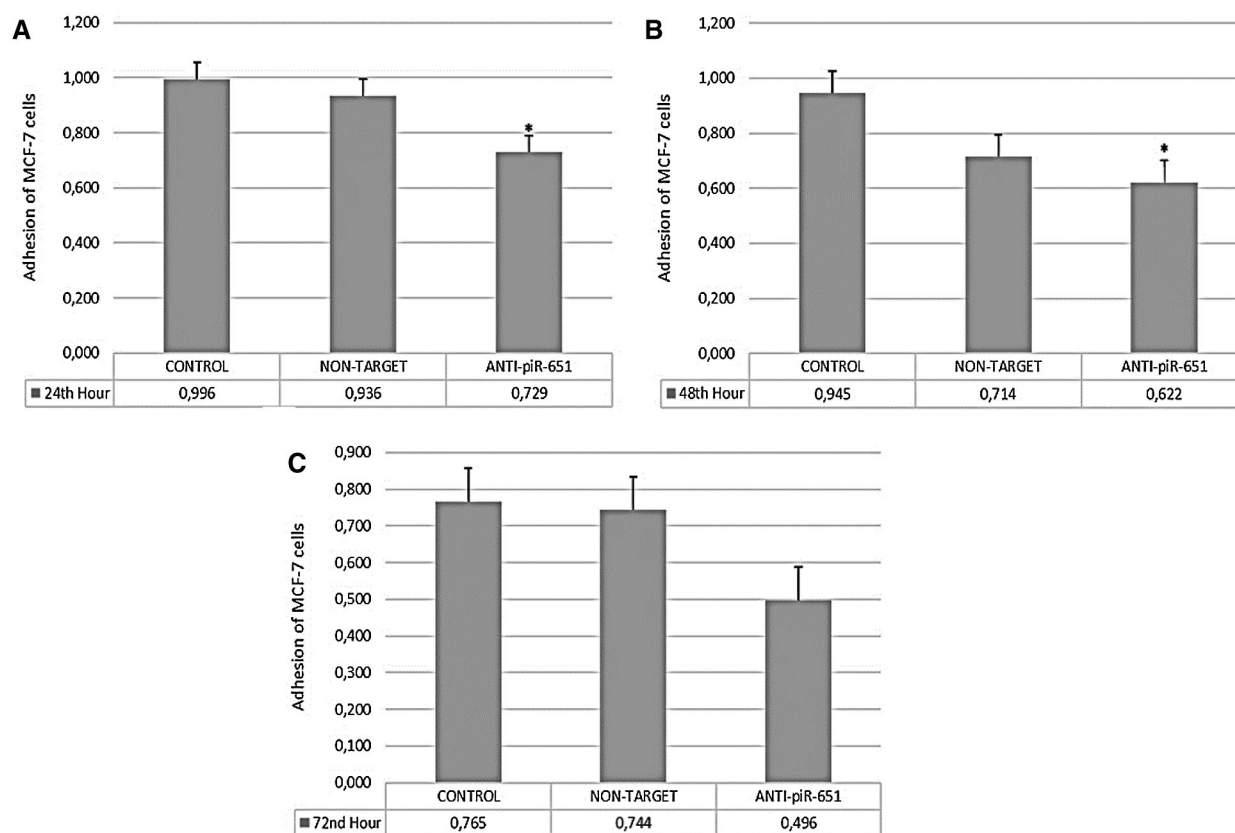 A
Adhesion of MCF-7 cells
1,200
1,000
0,800
0,600
0,400
0,200
0,000
*
CONTROL NON-TARGET ANTI-piR-651
24th Hour 0,996 0,936 0,729
B
Adhesion of MCF-7 cells
1,200
1,000
0,800
0,600
0,400
0,200
0,000
*
CONTROL NON-TARGET ANTI-piR-651
48th Hour 0,945 0,714 0,622
C
Adhesion of MCF-7 cells
0,900
0,800
0,700
0,600
0,500
0,400
0,300
0,200
0,100
0,000
CONTROL NON-TARGET ANTI-piR-651
72nd Hour 0,765 0,744 0,496